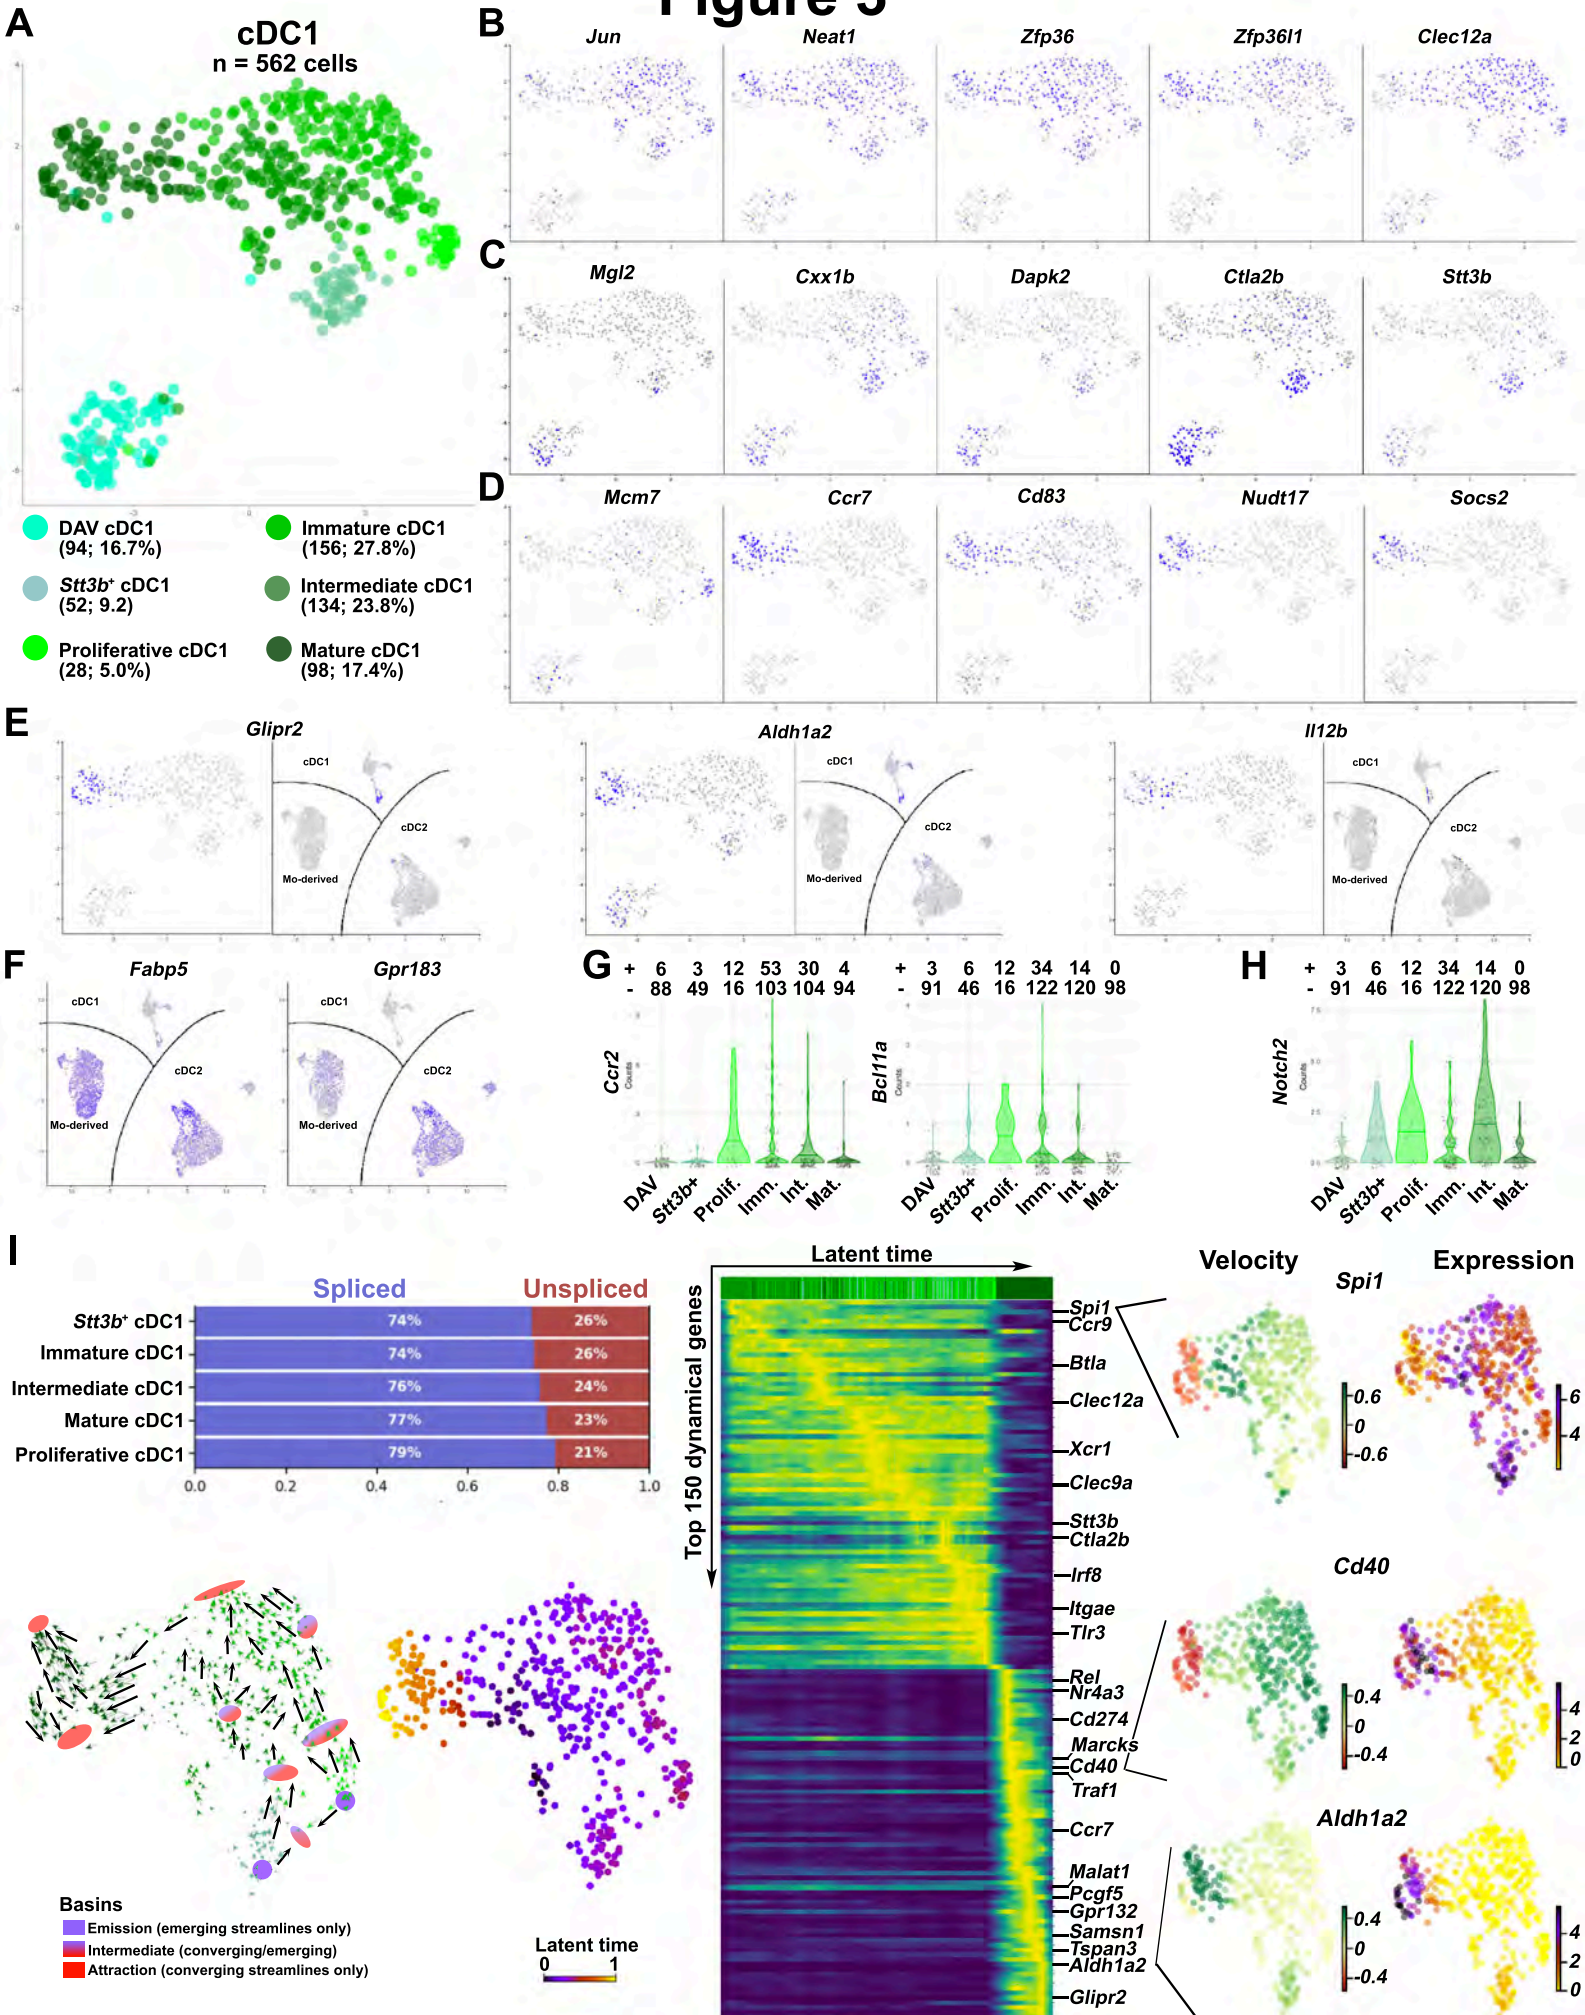 Figure 3
A
cDC1
n = 562 cells
DAV cDC1
(94; 16.7%)
Immature cDC1
(156; 27.8%)
Stt3b+ cDC1
(52; 9.2)
Intermediate cDC1
(134; 23.8%)
Proliferative cDC1
(28; 5.0%)
Mature cDC1
(98; 17.4%)
B
Jun Neat1 Zfp36 Zfp36l1 Clec12a
C
Mgl2 Cxx1b Dapk2 Ctla2b Stt3b
D
Mcm7 Ccr7 Cd83 Nudt17 Socs2
E
Glipr2 Aldh1a2 Il12b
cDC1 cDC1 cDC1
cDC2 cDC2 cDC2
Mo-derived Mo-derived Mo-derived
F
Fabp5 Gpr183
cDC1 cDC1
cDC2 cDC2
Mo-derived Mo-derived
G
+ 6 3 12 53 30 4
- 88 49 16 103 104 94
Ccr2
Counts
DAV Stt3b+ Prolif. Imm. Int. Mat.
+ 3 6 12 34 14 0
- 91 46 16 122 120 98
Bcl11a
Counts
DAV Stt3b+ Prolif. Imm. Int. Mat.
H
+ 3 6 12 34 14 0
- 91 46 16 122 120 98
Notch2
Counts
7.5
5.0
2.5
DAV Stt3b+ Prolif. Imm. Int. Mat.
I
Spliced Unspliced
Stt3b+ cDC1 74% 26%
Immature cDC1 74% 26%
Intermediate cDC1 76% 24%
Mature cDC1 77% 23%
Proliferative cDC1 79% 21%
0.0 0.2 0.4 0.6 0.8 1.0
Basins
Emission (emerging streamlines only)
Intermediate (converging/emerging)
Attraction (converging streamlines only)
Latent time
0 1
Latent time
Top 150 dynamical genes
Spi1
Ccr9
Btla
Clec12a
Xcr1
Clec9a
Stt3b
Ctla2b
Irf8
Itgae
Tlr3
Rel
Nr4a3
Cd274
Marcks
Cd40
Traf1
Ccr7
Malat1
Pcgf5
Gpr132
Samsn1
Tspan3
Aldh1a2
Glipr2
Velocity Expression
Spi1
0.6
0
-0.6
6
4
Cd40
0.4
0
-0.4
4
2
0
Aldh1a2
0.4
0
-0.4
4
2
0